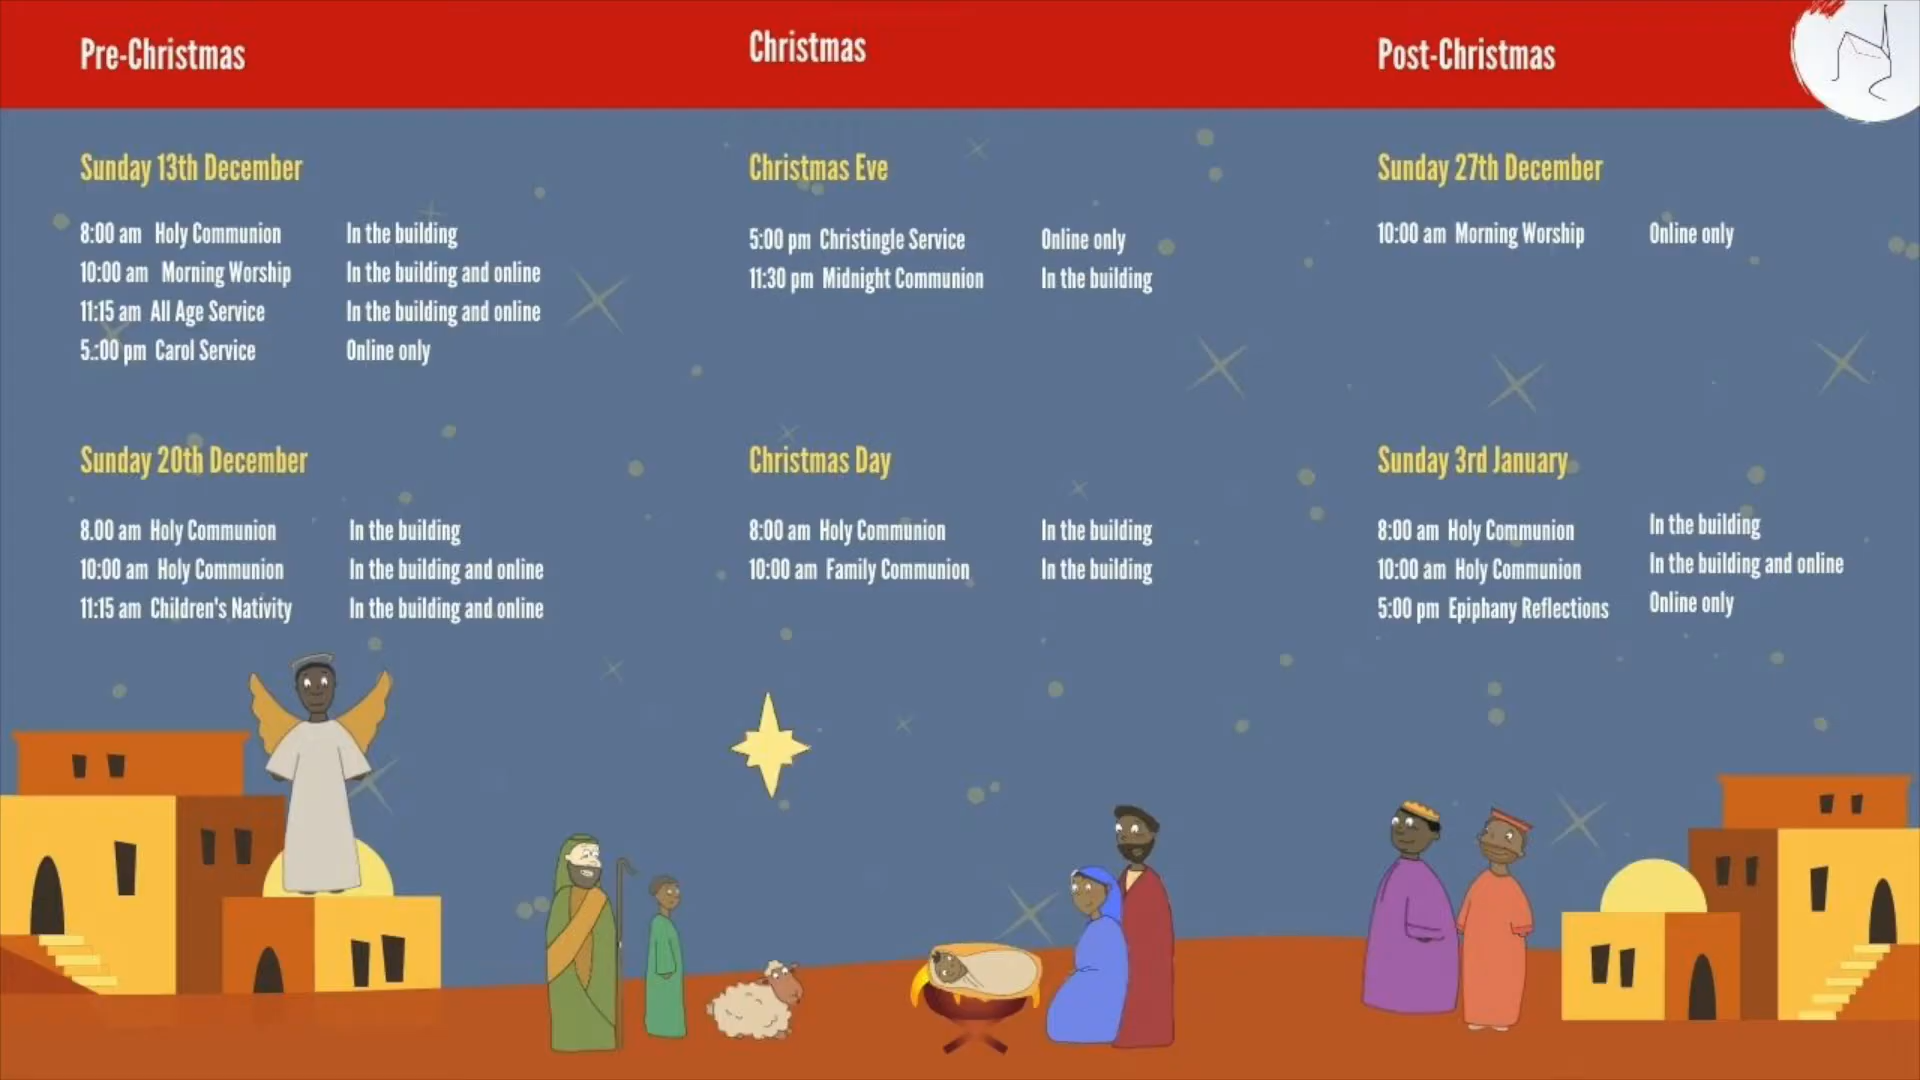 Pre-Christmas
Christmas
Post-Christmas
Sunday 13th December
8:00 am Holy Communion In the building
10:00 am Morning Worship In the building and online
11:15 am All Age Service In the building and online
5.:00 pm Carol Service Online only
Sunday 20th December
8.00 am Holy Communion In the building
10:00 am Holy Communion In the building and online
11:15 am Children's Nativity In the building and online
Christmas Eve
5:00 pm Christingle Service Online only
11:30 pm Midnight Communion In the building
Christmas Day
8:00 am Holy Communion In the building
10:00 am Family Communion In the building
Sunday 27th December
10:00 am Morning Worship Online only
Sunday 3rd January
8:00 am Holy Communion In the building
10:00 am Holy Communion In the building and online
5:00 pm Epiphany Reflections Online only